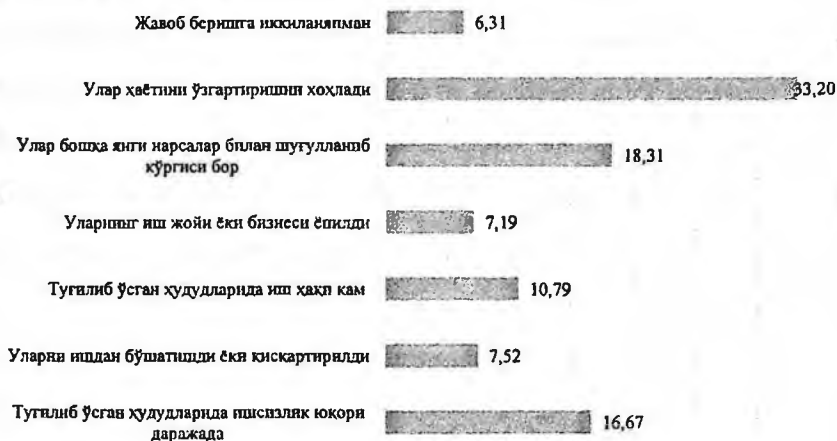 Жавоб беришга иккиланяпман 6,31
Улар ҳаётини ўзгартиришни хоҳлади 33,20
Улар бошқа янги нарсалар билан шуғулланиб
кўргиси бор 18,31
Уларнинг иш жойи ёки бизнеси ёпилди 7,19
Туғилиб ўсган ҳудудларида иш ҳақи кам 10,79
Уларни ишдан бўшатишди ёки қисқартирилди 7,52
Туғилиб ўсган ҳудудларида ишсизлик юқори
даражада 16,67